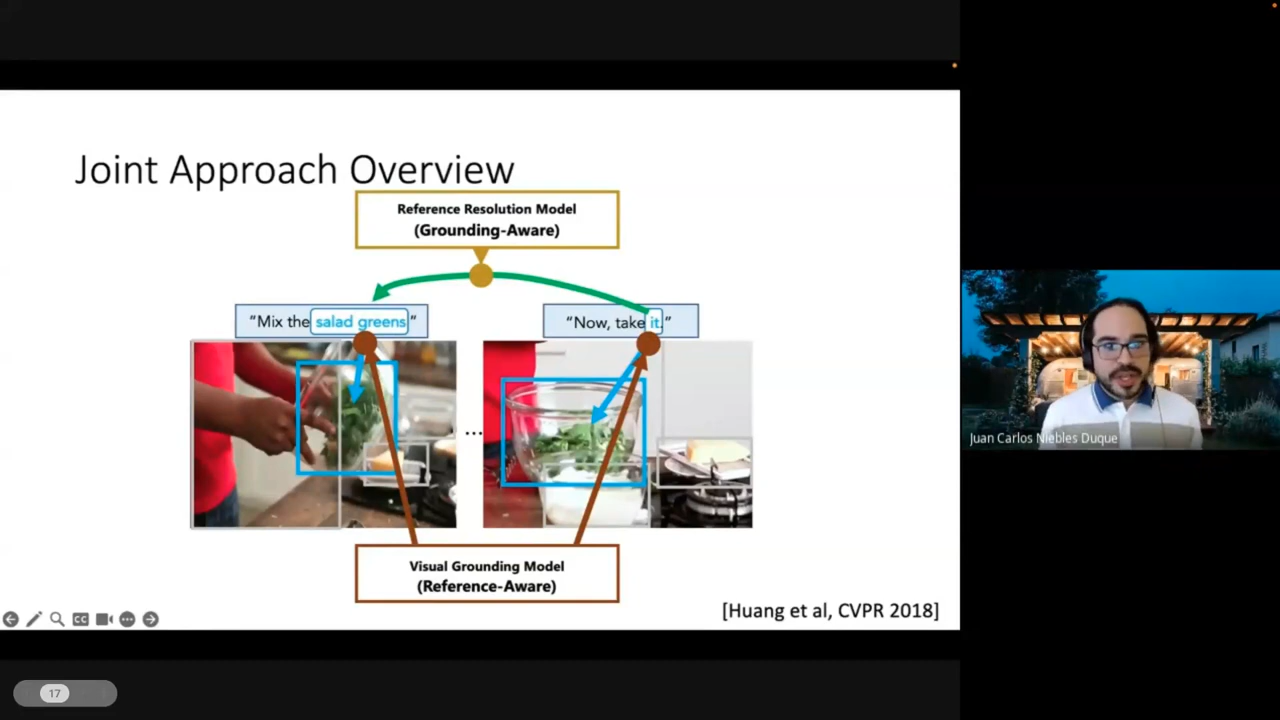 Joint Approach Overview
Reference Resolution Model
(Grounding-Aware)
“Mix the salad greens”
“Now, take it.”
...
Visual Grounding Model
(Reference-Aware)
[Huang et al, CVPR 2018]
Juan Carlos Niebles Duque
CC
17